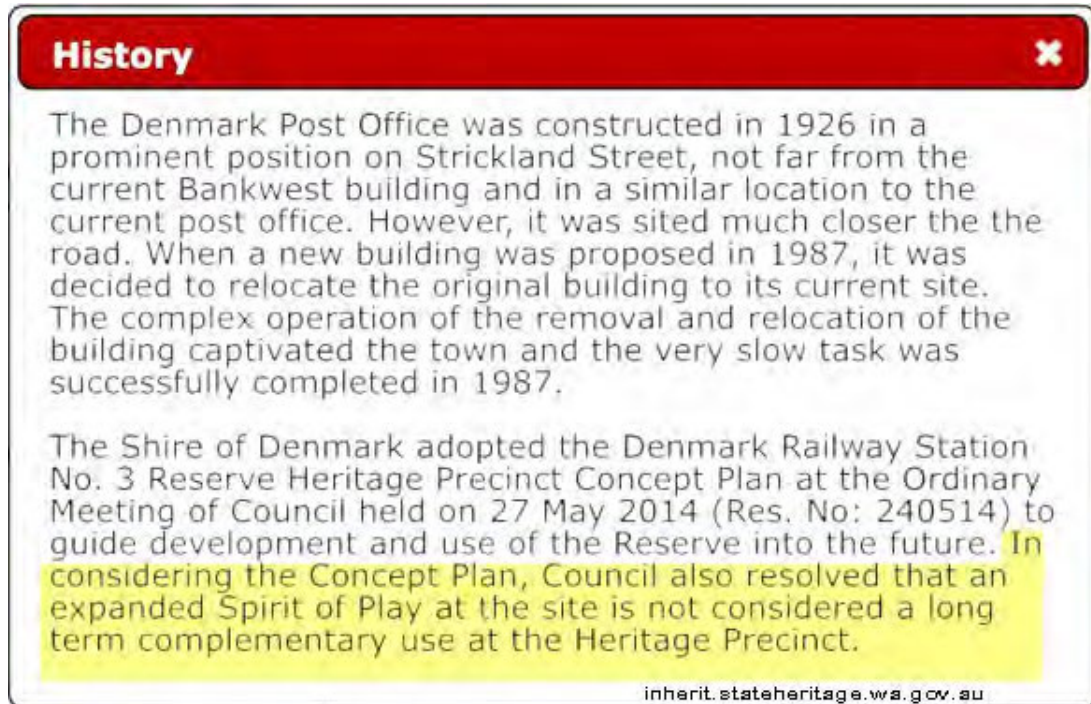 History ✖
The Denmark Post Office was constructed in 1926 in a
prominent position on Strickland Street, not far from the
current Bankwest building and in a similar location to the
current post office. However, it was sited much closer the the
road. When a new building was proposed in 1987, it was
decided to relocate the original building to its current site.
The complex operation of the removal and relocation of the
building captivated the town and the very slow task was
successfully completed in 1987.
The Shire of Denmark adopted the Denmark Railway Station
No. 3 Reserve Heritage Precinct Concept Plan at the Ordinary
Meeting of Council held on 27 May 2014 (Res. No: 240514) to
guide development and use of the Reserve into the future. In
considering the Concept Plan, Council also resolved that an
expanded Spirit of Play at the site is not considered a long
term complementary use at the Heritage Precinct.
inherit.stateheritage.wa.gov.au